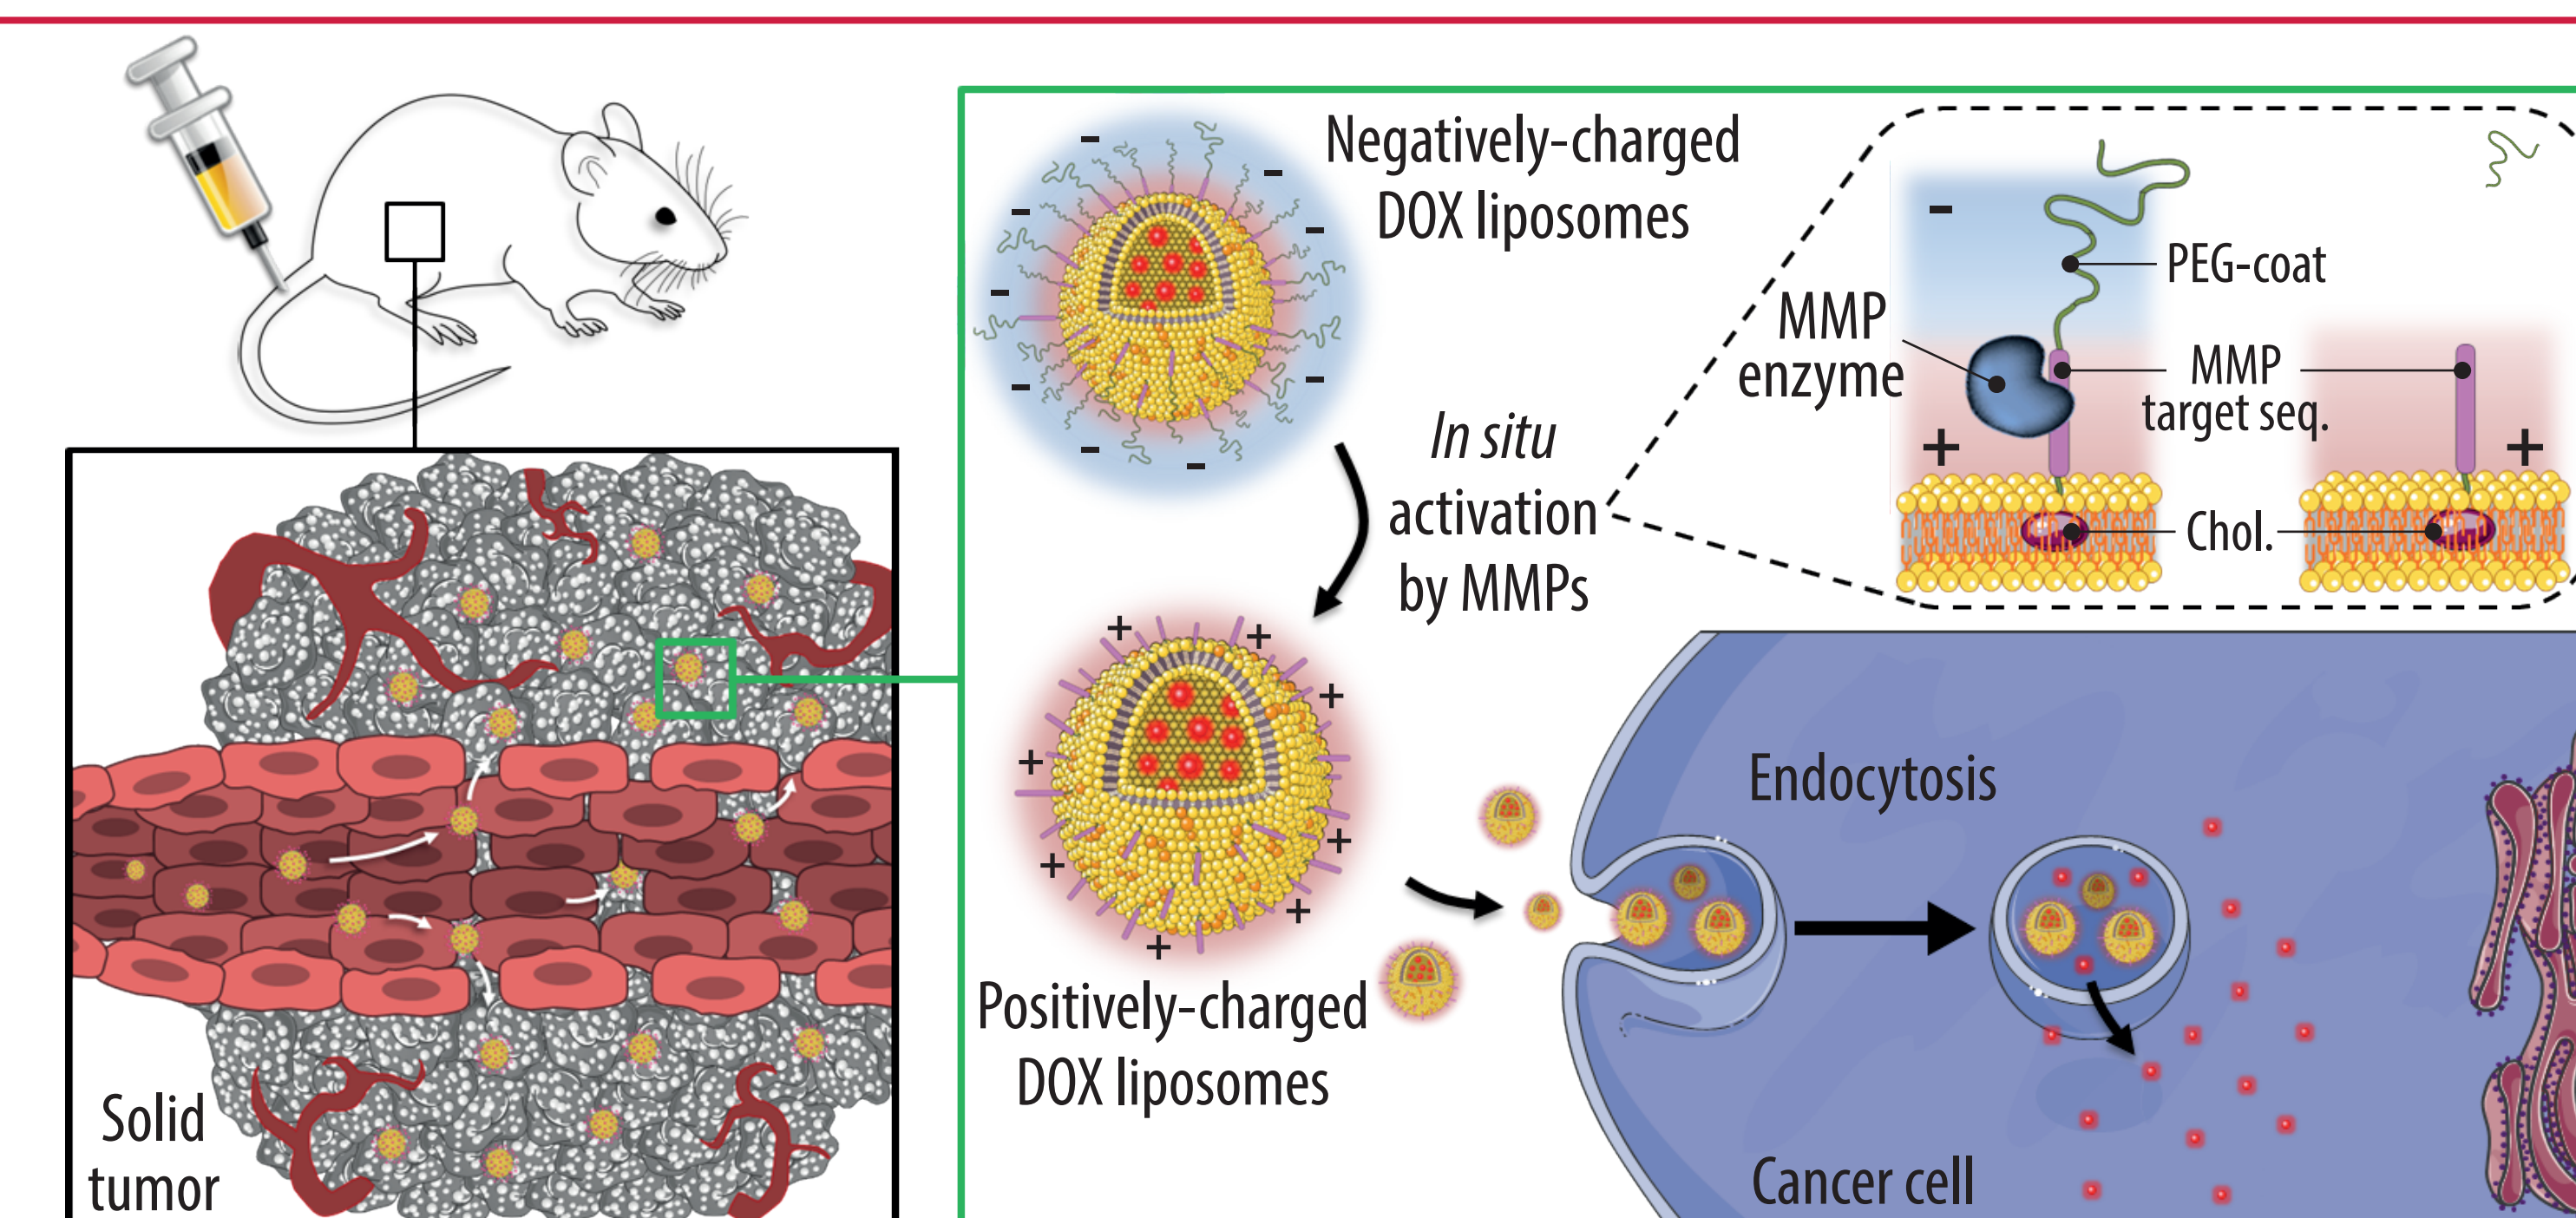 Negatively-charged
DOX liposomes
PEG-coat
MMP
enzyme
MMP
target seq.
Chol.
In situ
activation
by MMPs
Endocytosis
Positively-charged
DOX liposomes
Solid
tumor
Cancer cell